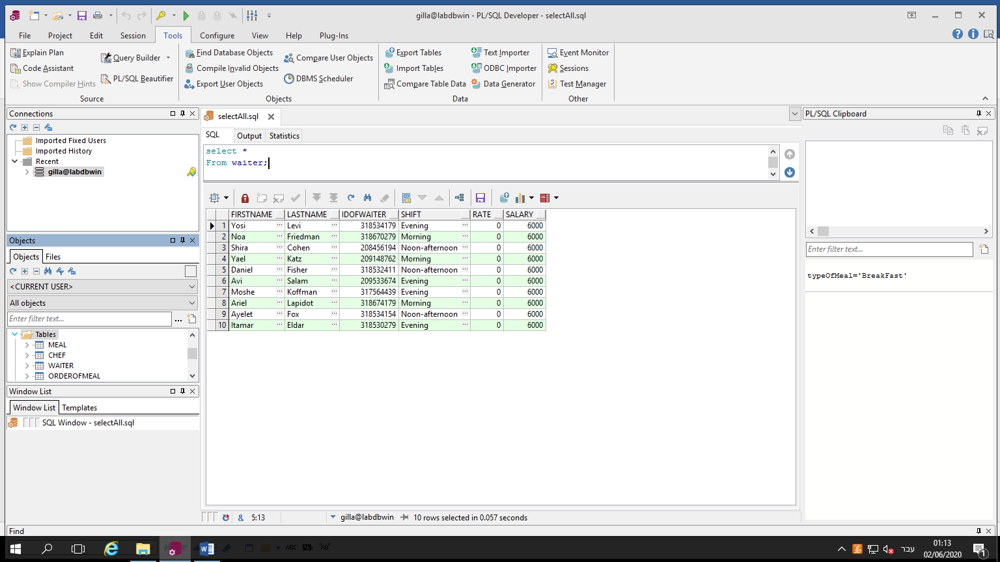 gilla@labdbwin - PL/SQL Developer - selectAll.sql
File Project Edit Session Tools Configure View Help Plug-Ins
Explain Plan
Code Assistant
Show Compiler Hints
Query Builder
PL/SQL Beautifier
Source
Find Database Objects
Compile Invalid Objects
Export User Objects
Compare User Objects
DBMS Scheduler
Objects
Export Tables
Import Tables
Compare Table Data
Text Importer
ODBC Importer
Data Generator
Data
Event Monitor
Sessions
Test Manager
Other
Connections
Imported Fixed Users
Imported History
Recent
gilla@labdbwin
Objects
Objects Files
<CURRENT USER>
All objects
Enter filter text...
Tables
MEAL
CHEF
WAITER
ORDEROFMEAL
Window List
Window List Templates
SQL Window - selectAll.sql
selectAll.sql
SQL Output Statistics
select *
From waiter;
FIRSTNAME LASTNAME IDOFWAITER SHIFT RATE SALARY
1 Yosi Levi 318534179 Evening 0 6000
2 Noa Friedman 318670279 Morning 0 6000
3 Shira Cohen 208456194 Noon-afternoon 0 6000
4 Yael Katz 209148762 Morning 0 6000
5 Daniel Fisher 318532411 Noon-afternoon 0 6000
6 Avi Salam 209533674 Evening 0 6000
7 Moshe Koffman 317564439 Evening 0 6000
8 Ariel Lapidot 318674179 Morning 0 6000
9 Ayelet Fox 318534154 Noon-afternoon 0 6000
10 Itamar Eldar 318530279 Evening 0 6000
& 5:13 gilla@labdbwin 10 rows selected in 0.057 seconds
PL/SQL Clipboard
Enter filter text...
typeOfMeal='BreakFast'
Find
ABC
"AB"
עבר
01:13
02/06/2020
1